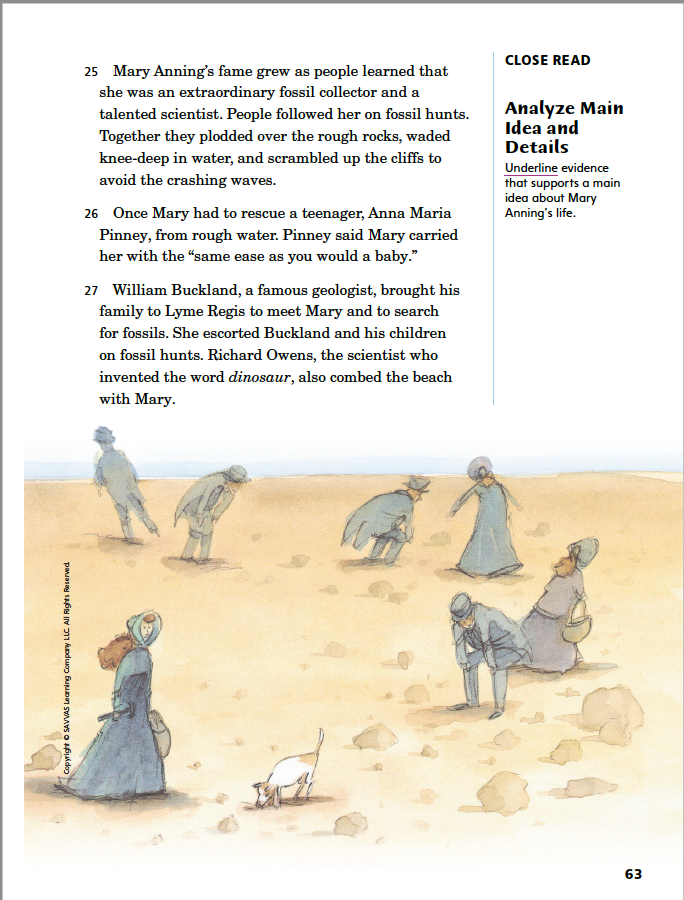 25 Mary Anning’s fame grew as people learned that
she was an extraordinary fossil collector and a
talented scientist. People followed her on fossil hunts.
Together they plodded over the rough rocks, waded
knee-deep in water, and scrambled up the cliffs to
avoid the crashing waves.
26 Once Mary had to rescue a teenager, Anna Maria
Pinney, from rough water. Pinney said Mary carried
her with the “same ease as you would a baby.”
27 William Buckland, a famous geologist, brought his
family to Lyme Regis to meet Mary and to search
for fossils. She escorted Buckland and his children
on fossil hunts. Richard Owens, the scientist who
invented the word dinosaur, also combed the beach
with Mary.
CLOSE READ
Analyze Main
Idea and
Details
Underline evidence
that supports a main
idea about Mary
Anning’s life.
Copyright © SAVVAS Learning Company LLC. All Rights Reserved.
63